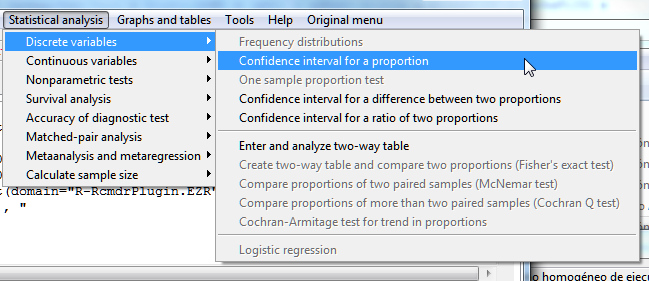 Statistical analysis Graphs and tables Tools Help Original menu
Discrete variables
Continuous variables
Nonparametric tests
Survival analysis
Accuracy of diagnostic test
Matched-pair analysis
Metaanalysis and metaregression
Calculate sample size
Frequency distributions
Confidence interval for a proportion
One sample proportion test
Confidence interval for a difference between two proportions
Confidence interval for a ratio of two proportions
Enter and analyze two-way table
Create two-way table and compare two proportions (Fisher's exact test)
Compare proportions of two paired samples (McNemar test)
Compare proportions of more than two paired samples (Cochran Q test)
Cochran-Armitage test for trend in proportions
Logistic regression
(domain="R-RcmdrPlugin.EZR"
, "
o homogéneo de ejecu